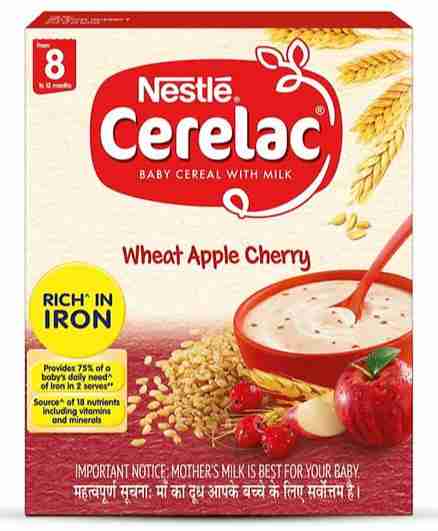 From
8
to 12 months
Nestlé®
Cerelac®
BABY CEREAL WITH MILK
Wheat Apple Cherry
RICH^ IN
IRON
Provides 75% of a
baby's daily need^
of iron in 2 serves**
Source^ of 18 nutrients
including vitamins
and minerals
IMPORTANT NOTICE: MOTHER'S MILK IS BEST FOR YOUR BABY.
महत्वपूर्ण सूचना: माँ का दूध आपके बच्चे के लिए सर्वोत्तम है।